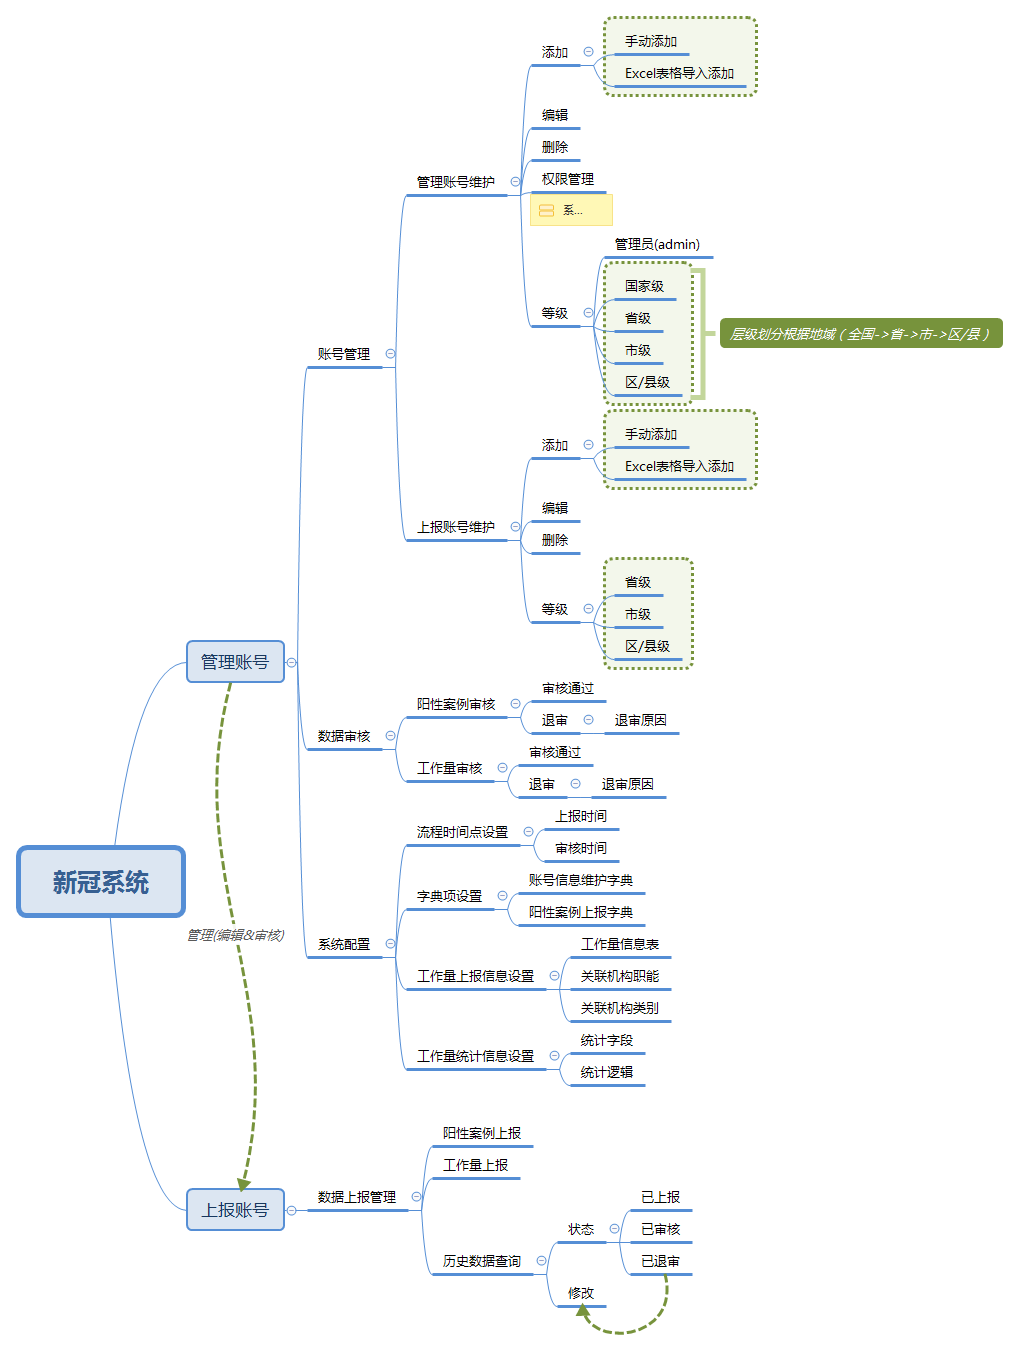 新冠系统
管理账号
账号管理
管理账号维护
添加
手动添加
Excel表格导入添加
编辑
删除
权限管理
系...
等级
管理员(admin)
国家级
省级
市级
区/县级
层级划分根据地域（全国->省->市->区/县）
上报账号维护
添加
手动添加
Excel表格导入添加
编辑
删除
等级
省级
市级
区/县级
数据审核
阳性案例审核
审核通过
退审
退审原因
工作量审核
审核通过
退审
退审原因
系统配置
流程时间点设置
上报时间
审核时间
字典项设置
账号信息维护字典
阳性案例上报字典
工作量上报信息设置
工作量信息表
关联机构职能
关联机构类别
工作量统计信息设置
统计字段
统计逻辑
管理(编辑&审核)
上报账号
数据上报管理
阳性案例上报
工作量上报
历史数据查询
状态
已上报
已审核
已退审
修改